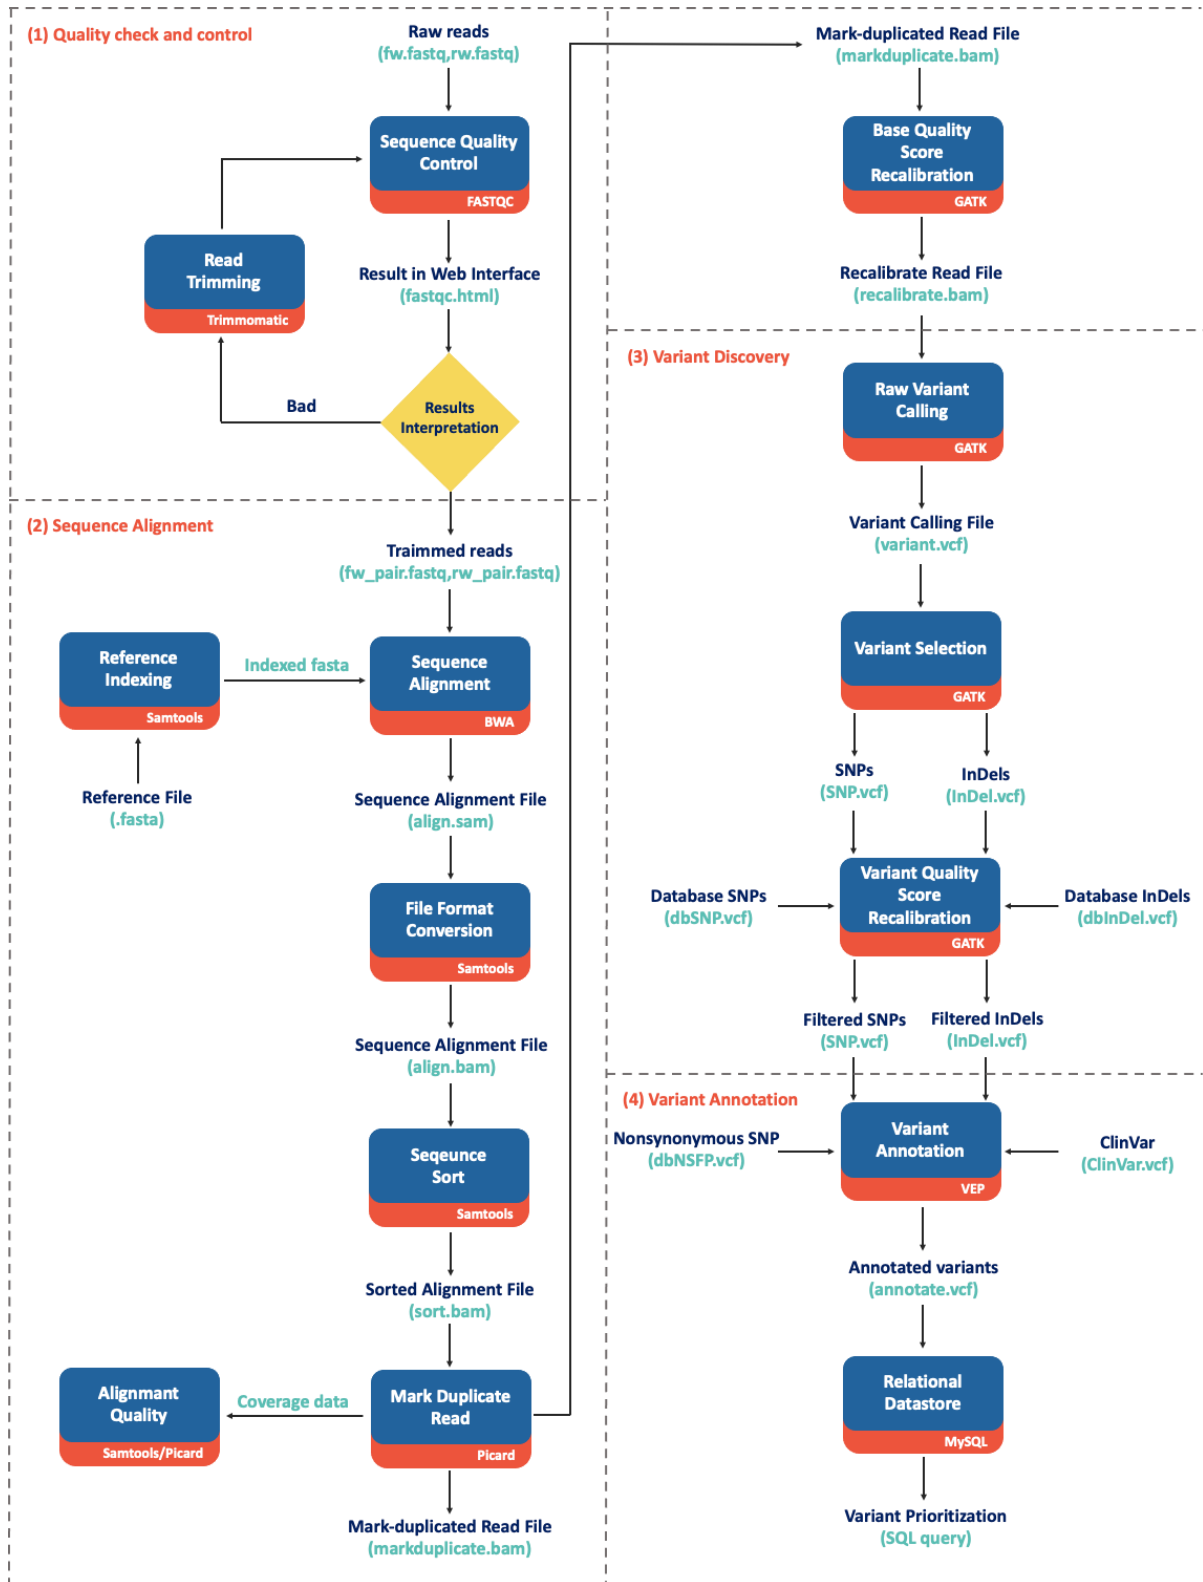 (1) Quality check and control
Raw reads
(fw.fastq,rw.fastq)
Sequence Quality
Control
FASTQC
Read
Trimming
Trimmomatic
Result in Web Interface
(fastqc.html)
Bad
Results
Interpretation
(2) Sequence Alignment
Traimmed reads
(fw_pair.fastq,rw_pair.fastq)
Reference
Indexing
Samtools
Indexed fasta
Sequence
Alignment
BWA
Reference File
(.fasta)
Sequence Alignment File
(align.sam)
File Format
Conversion
Samtools
Sequence Alignment File
(align.bam)
Seqeunce
Sort
Samtools
Sorted Alignment File
(sort.bam)
Alignmant
Quality
Samtools/Picard
Coverage data
Mark Duplicate
Read
Picard
Mark-duplicated Read File
(markduplicate.bam)
Mark-duplicated Read File
(markduplicate.bam)
Base Quality
Score
Recalibration
GATK
Recalibrate Read File
(recalibrate.bam)
(3) Variant Discovery
Raw Variant
Calling
GATK
Variant Calling File
(variant.vcf)
Variant Selection
GATK
SNPs
(SNP.vcf)
InDels
(InDel.vcf)
Database SNPs
(dbSNP.vcf)
Variant Quality
Score
Recalibration
GATK
Database InDels
(dbInDel.vcf)
Filtered SNPs
(SNP.vcf)
Filtered InDels
(InDel.vcf)
(4) Variant Annotation
Nonsynonymous SNP
(dbNSFP.vcf)
Variant
Annotation
VEP
ClinVar
(ClinVar.vcf)
Annotated variants
(annotate.vcf)
Relational
Datastore
MySQL
Variant Prioritization
(SQL query)